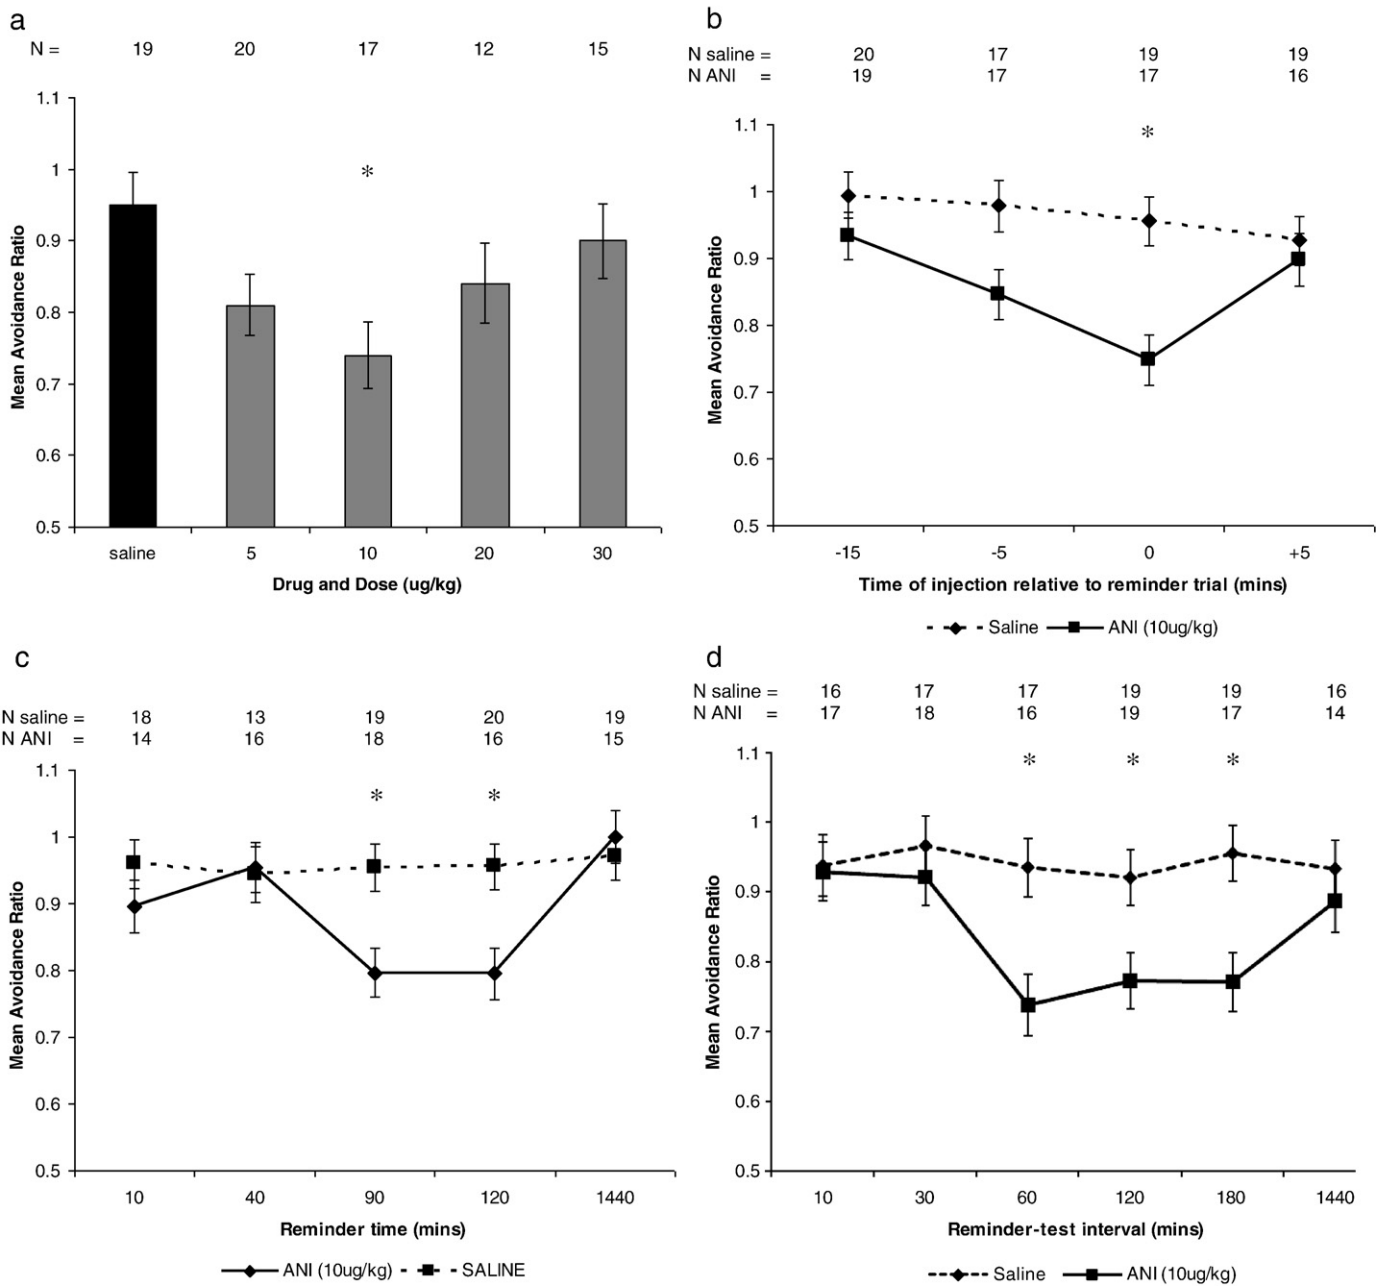 a
N = 19 20 17 12 15
1.1
1
*
0.9
0.8
0.7
0.6
0.5
Mean Avoidance Ratio
saline 5 10 20 30
Drug and Dose (ug/kg)
b
N saline = 20 17 19 19
N ANI = 19 17 17 16
1.1
*
1
0.9
0.8
0.7
0.6
0.5
Mean Avoidance Ratio
-15 -5 0 +5
Time of injection relative to reminder trial (mins)
Saline ANI (10ug/kg)
c
N saline = 18 13 19 20 19
N ANI = 14 16 18 16 15
1.1
* *
1
0.9
0.8
0.7
0.6
0.5
Mean Avoidance Ratio
10 40 90 120 1440
Reminder time (mins)
ANI (10ug/kg) SALINE
d
N saline = 16 17 17 19 19 16
N ANI = 17 18 16 19 17 14
1.1
* * *
1
0.9
0.8
0.7
0.6
0.5
Mean Avoidance Ratio
10 30 60 120 180 1440
Reminder-test interval (mins)
Saline ANI (10ug/kg)